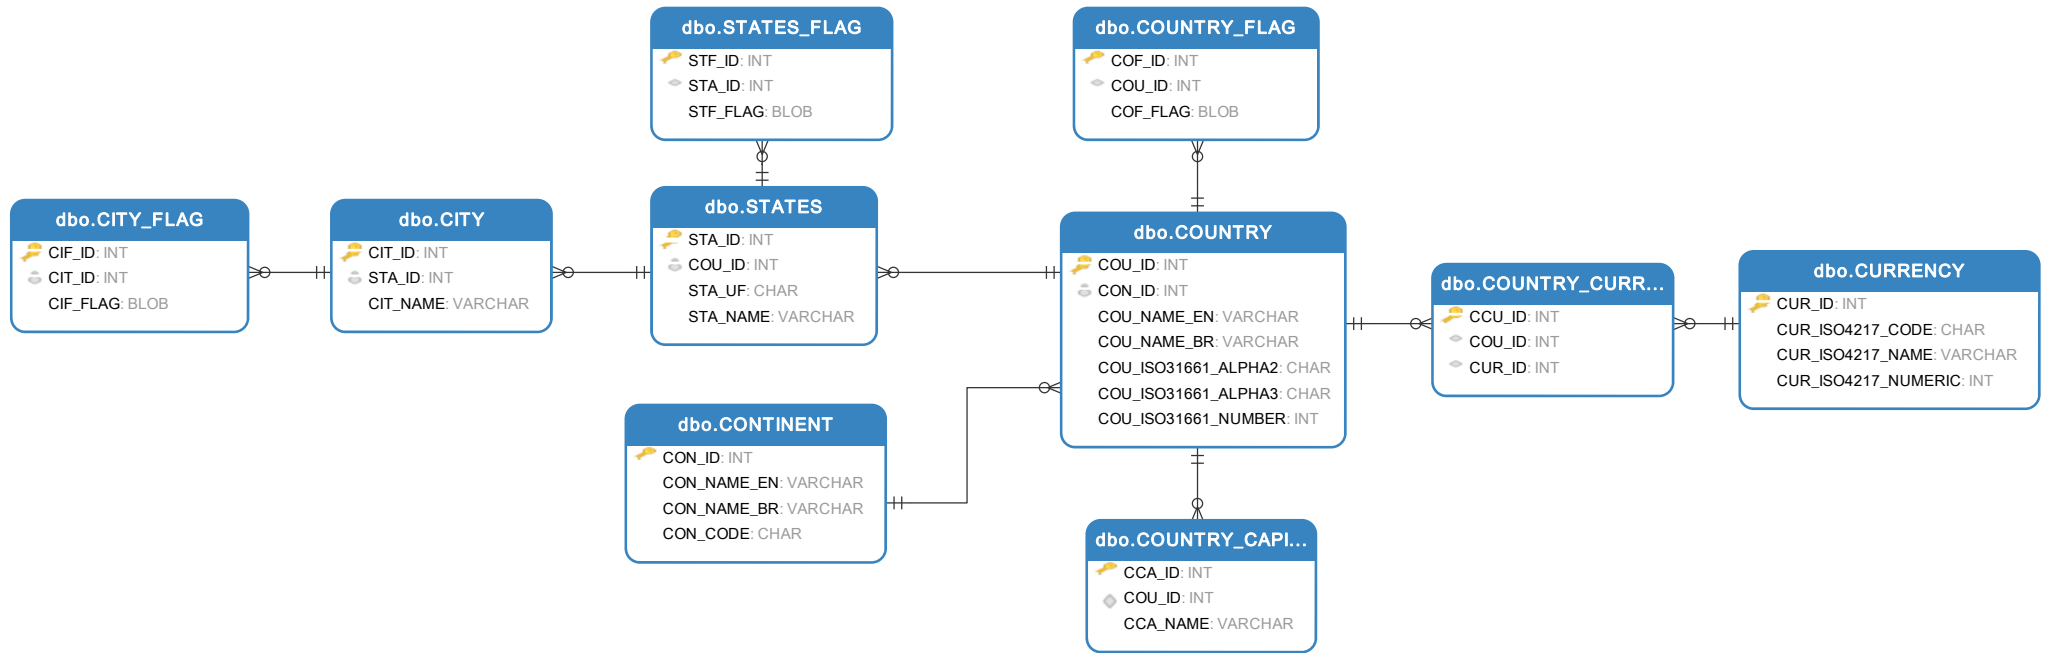 dbo.STATES_FLAG
STF_ID: INT
STA_ID: INT
STF_FLAG: BLOB
dbo.COUNTRY_FLAG
COF_ID: INT
COU_ID: INT
COF_FLAG: BLOB
dbo.CITY_FLAG
CIF_ID: INT
CIT_ID: INT
CIF_FLAG: BLOB
dbo.CITY
CIT_ID: INT
STA_ID: INT
CIT_NAME: VARCHAR
dbo.STATES
STA_ID: INT
COU_ID: INT
STA_UF: CHAR
STA_NAME: VARCHAR
dbo.COUNTRY
COU_ID: INT
CON_ID: INT
COU_NAME_EN: VARCHAR
COU_NAME_BR: VARCHAR
COU_ISO31661_ALPHA2: CHAR
COU_ISO31661_ALPHA3: CHAR
COU_ISO31661_NUMBER: INT
dbo.COUNTRY_CURR...
CCU_ID: INT
COU_ID: INT
CUR_ID: INT
dbo.CURRENCY
CUR_ID: INT
CUR_ISO4217_CODE: CHAR
CUR_ISO4217_NAME: VARCHAR
CUR_ISO4217_NUMERIC: INT
dbo.CONTINENT
CON_ID: INT
CON_NAME_EN: VARCHAR
CON_NAME_BR: VARCHAR
CON_CODE: CHAR
dbo.COUNTRY_CAPI...
CCA_ID: INT
COU_ID: INT
CCA_NAME: VARCHAR